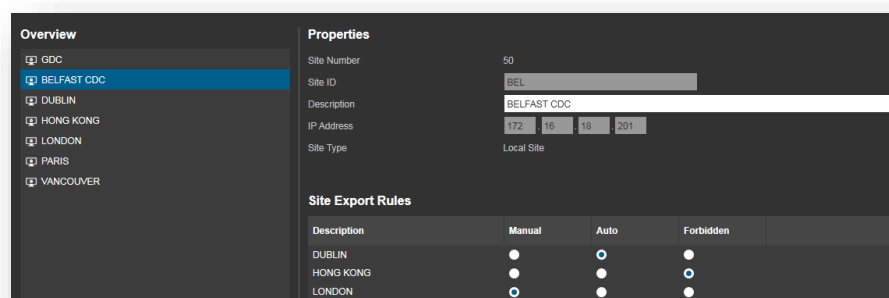 Overview
GDC
BELFAST CDC
DUBLIN
HONG KONG
LONDON
PARIS
VANCOUVER
Properties
Site Number 50
Site ID BEL
Description BELFAST CDC
IP Address 172 . 16 . 18 . 201
Site Type Local Site
Site Export Rules
Description Manual Auto Forbidden
DUBLIN
HONG KONG
LONDON